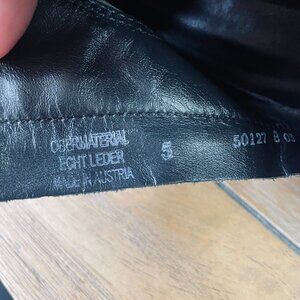 OBERMATERIAL
ECHT LEDER
MADE IN AUSTRIA
5
50127 B